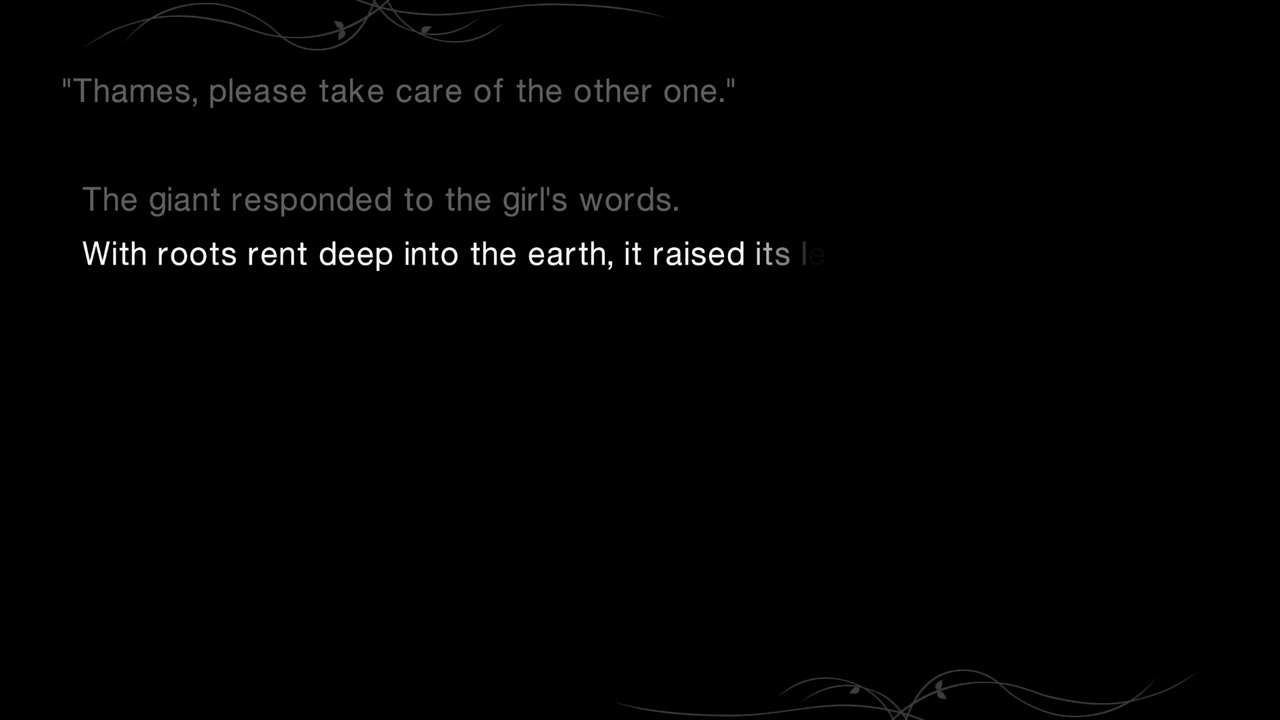 "Thames, please take care of the other one."
The giant responded to the girl's words.
With roots rent deep into the earth, it raised its le